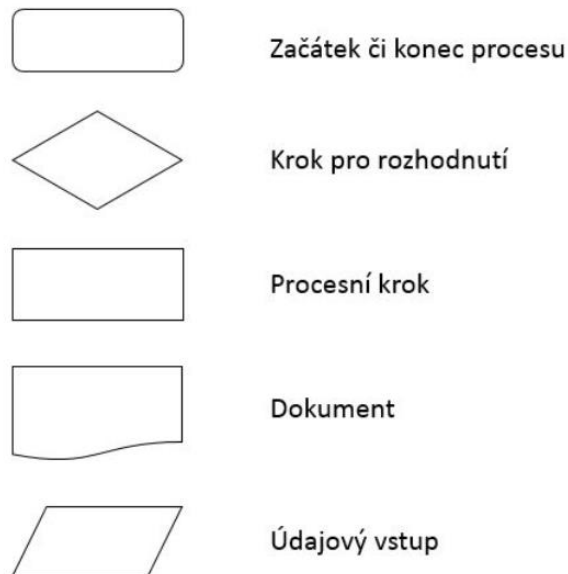 Začátek či konec procesu
Krok pro rozhodnutí
Procesní krok
Dokument
Údajový vstup